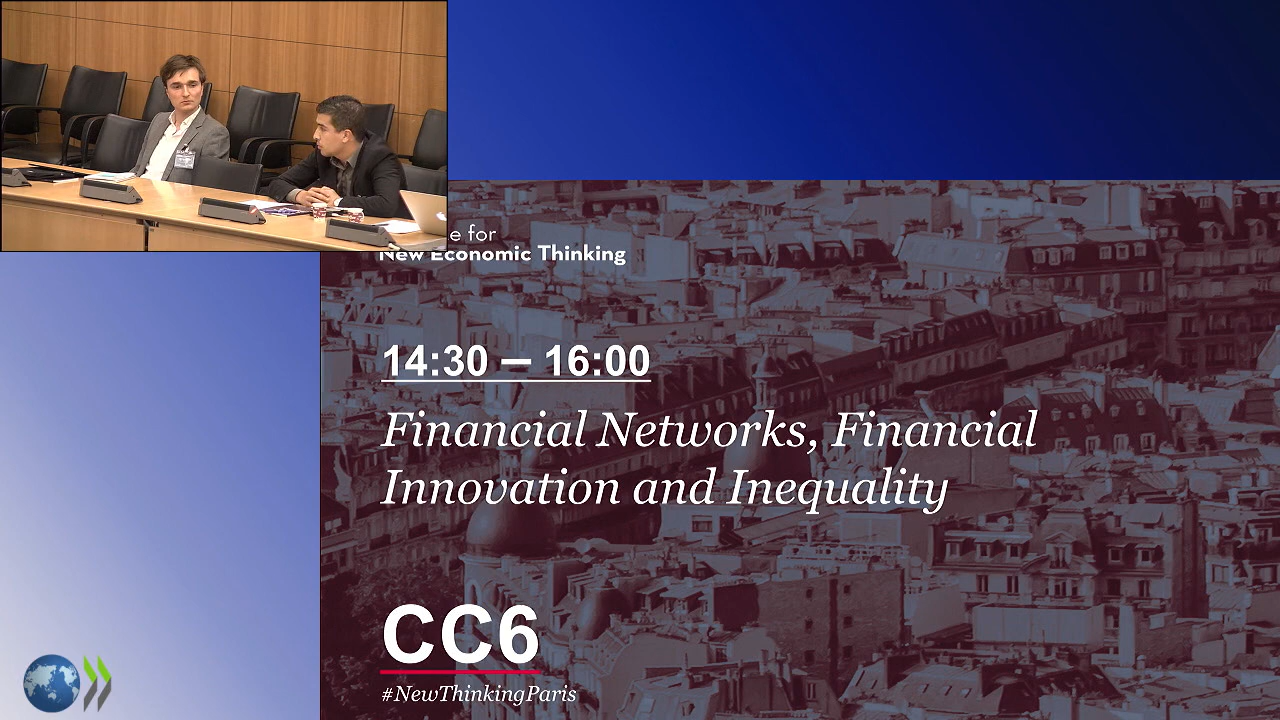 e for
New Economic Thinking
14:30 — 16:00
Financial Networks, Financial
Innovation and Inequality
CC6
#NewThinkingParis